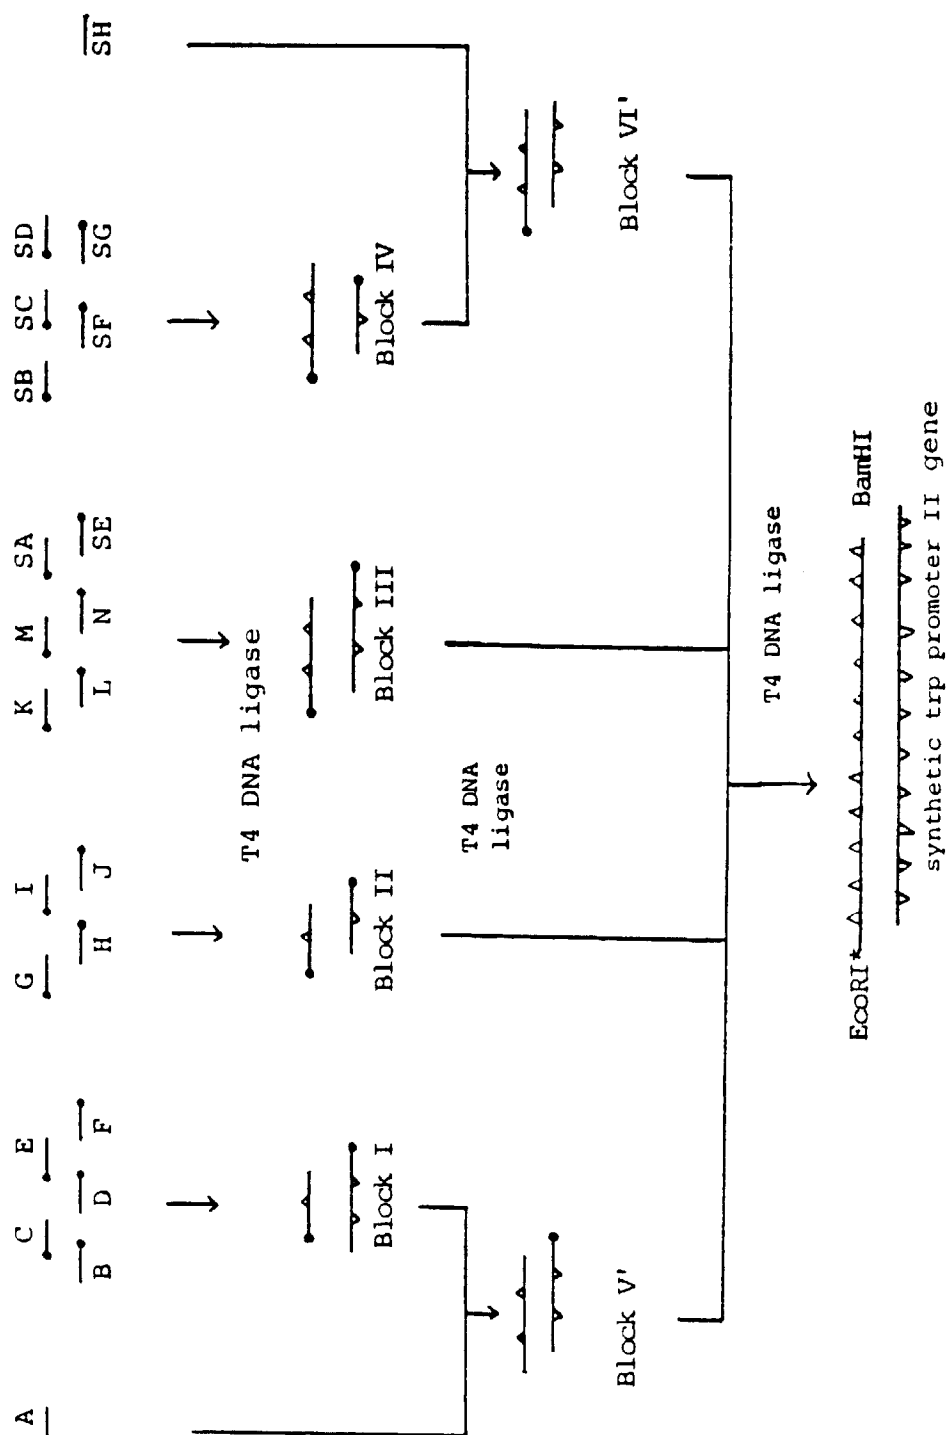 A
C E
G I
K M SA
SB SC SD
B D F
H J
L N SE
SF SG
SH
T4 DNA ligase
Block I
Block II
Block III
Block IV
T4 DNA
ligase
Block V'
Block VI'
T4 DNA ligase
EcoRI*
BamHI
synthetic trp promoter II gene